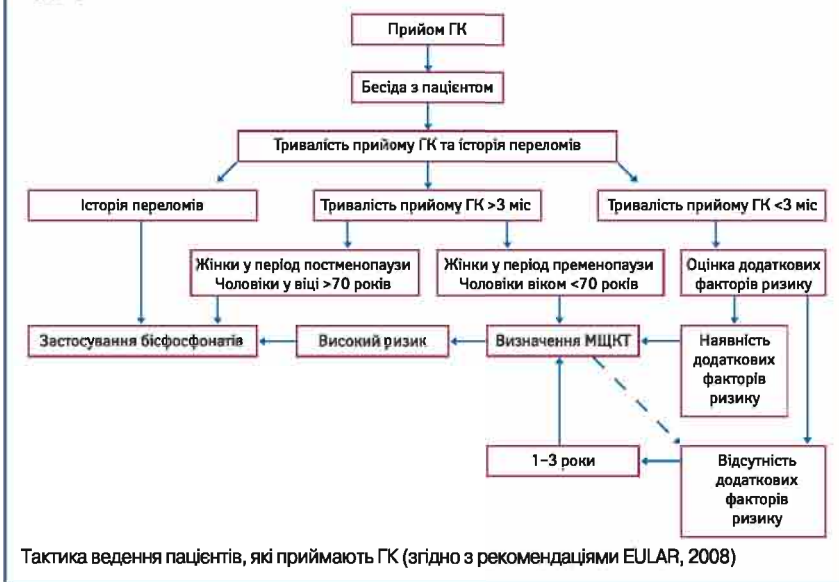 Прийом ГК
Бесіда з пацієнтом
Тривалість прийому ГК та історія переломів
Історія переломів
Тривалість прийому ГК >3 міс
Тривалість прийому ГК <3 міс
Жінки у період постменопаузи
Чоловіки у віці >70 років
Жінки у період пременопаузи
Чоловіки віком <70 років
Оцінка додаткових
факторів ризику
Застосування бісфосфонатів
Високий ризик
Визначення МЩКТ
Наявність
додаткових
факторів
ризику
1–3 роки
Відсутність
додаткових
факторів
ризику
Тактика ведення пацієнтів, які приймають ГК (згідно з рекомендаціями EULAR, 2008)